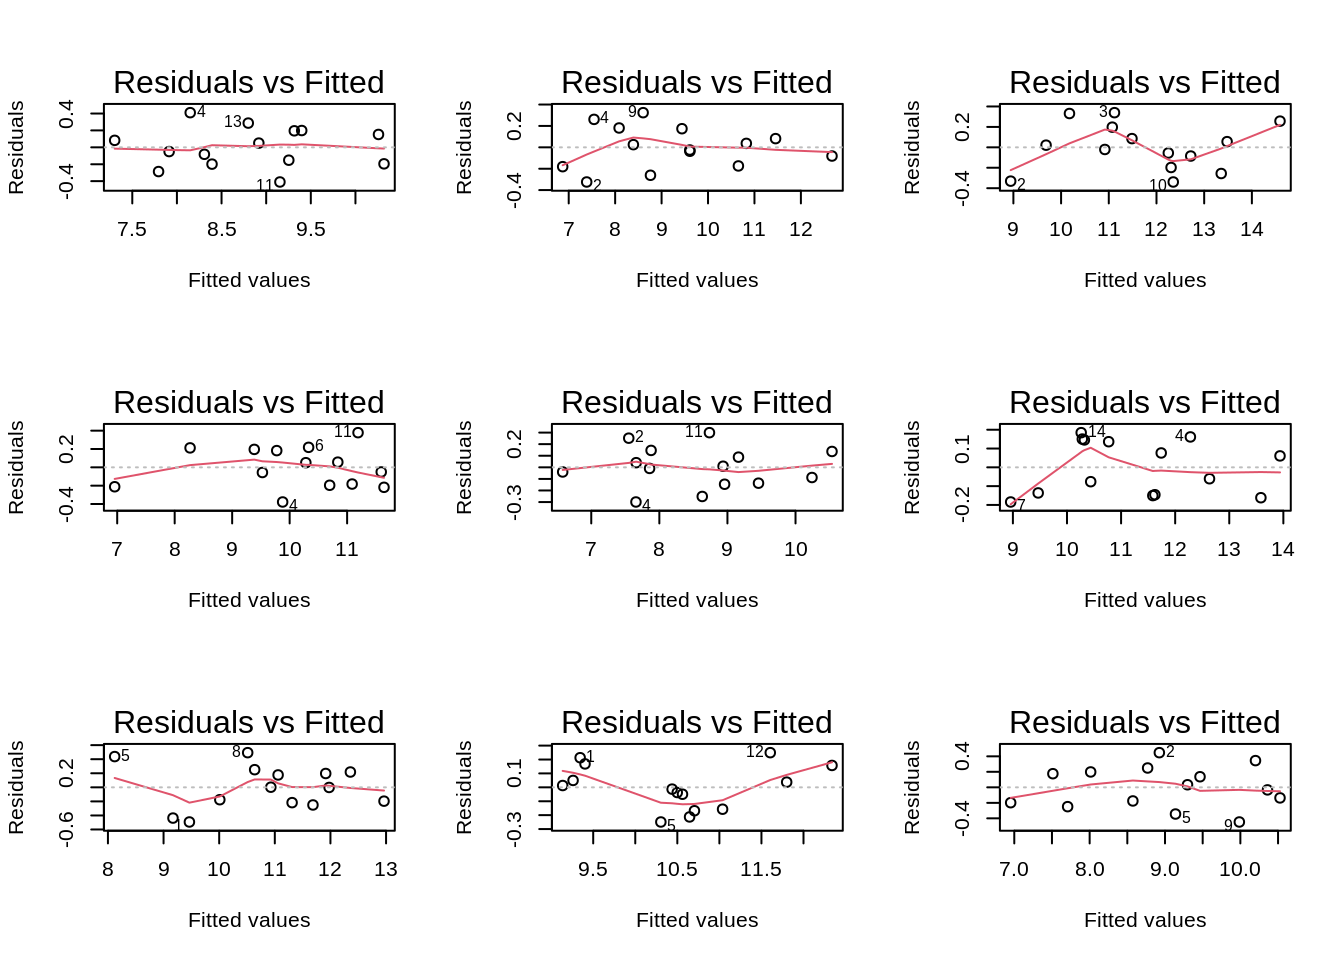 Residuals vs Fitted
Residuals
0.4
-0.4
4
13
11
7.5 8.5 9.5
Fitted values
Residuals vs Fitted
Residuals
0.2
-0.4
4
9
2
7 8 9 10 11 12
Fitted values
Residuals vs Fitted
Residuals
0.2
-0.4
3
2
10
9 10 11 12 13 14
Fitted values
Residuals vs Fitted
Residuals
0.2
-0.4
11
6
4
7 8 9 10 11
Fitted values
Residuals vs Fitted
Residuals
0.2
-0.3
2
11
4
7 8 9 10
Fitted values
Residuals vs Fitted
Residuals
0.1
-0.2
14
4
7
9 10 11 12 13 14
Fitted values
Residuals vs Fitted
Residuals
0.2
-0.6
5
8
1
8 9 10 11 12 13
Fitted values
Residuals vs Fitted
Residuals
0.1
-0.3
1
12
5
9.5 10.5 11.5
Fitted values
Residuals vs Fitted
Residuals
0.4
-0.4
2
5
9
7.0 8.0 9.0 10.0
Fitted values